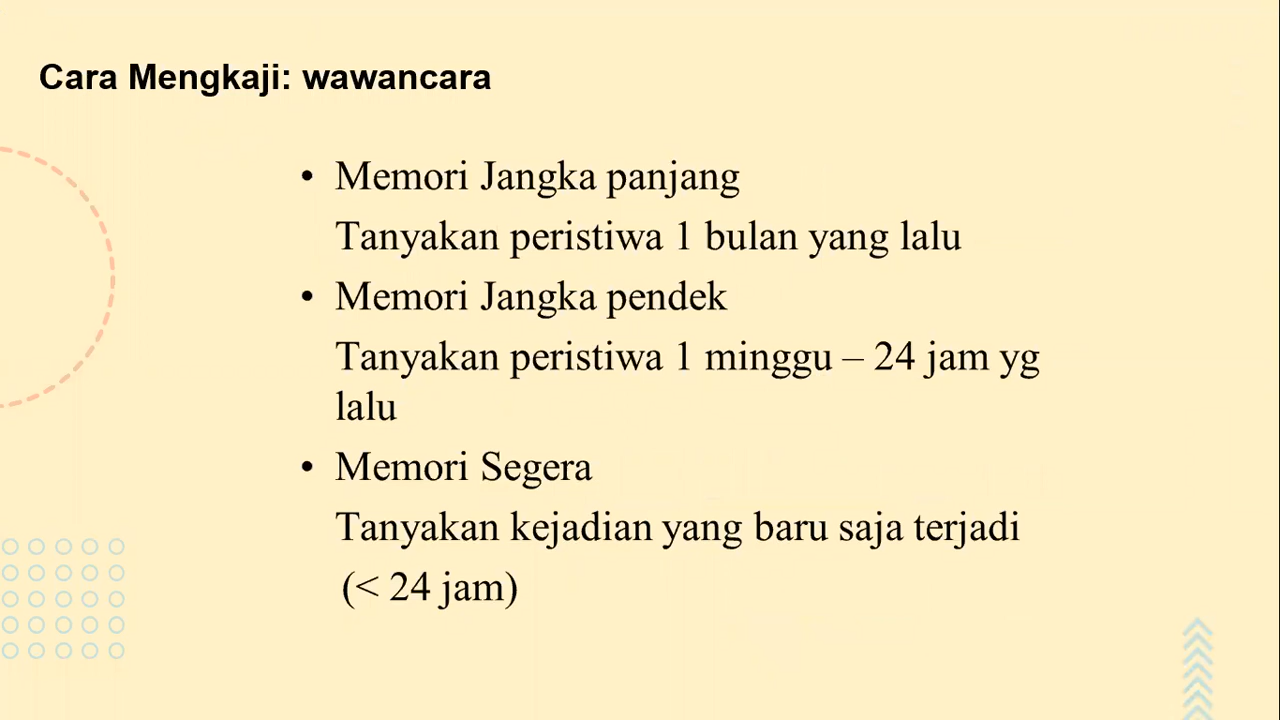 Cara Mengkaji: wawancara
• Memori Jangka panjang
Tanyakan peristiwa 1 bulan yang lalu
• Memori Jangka pendek
Tanyakan peristiwa 1 minggu – 24 jam yg
lalu
• Memori Segera
Tanyakan kejadian yang baru saja terjadi
(< 24 jam)